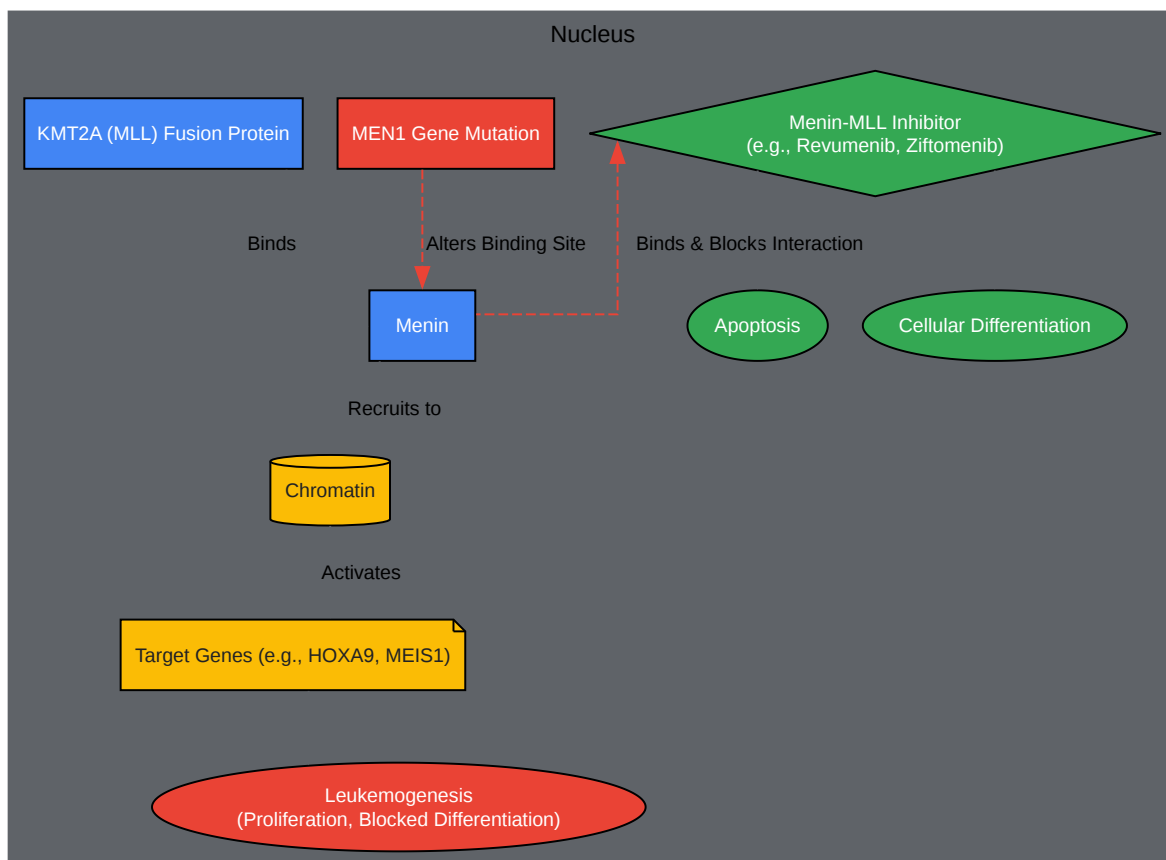 Nucleus
KMT2A (MLL) Fusion Protein
MEN1 Gene Mutation
Menin-MLL Inhibitor
(e.g., Revumenib, Ziftomenib)
Binds
Alters Binding Site
Binds & Blocks Interaction
Menin
Apoptosis
Cellular Differentiation
Recruits to
Chromatin
Activates
Target Genes (e.g., HOXA9, MEIS1)
Leukemogenesis
(Proliferation, Blocked Differentiation)